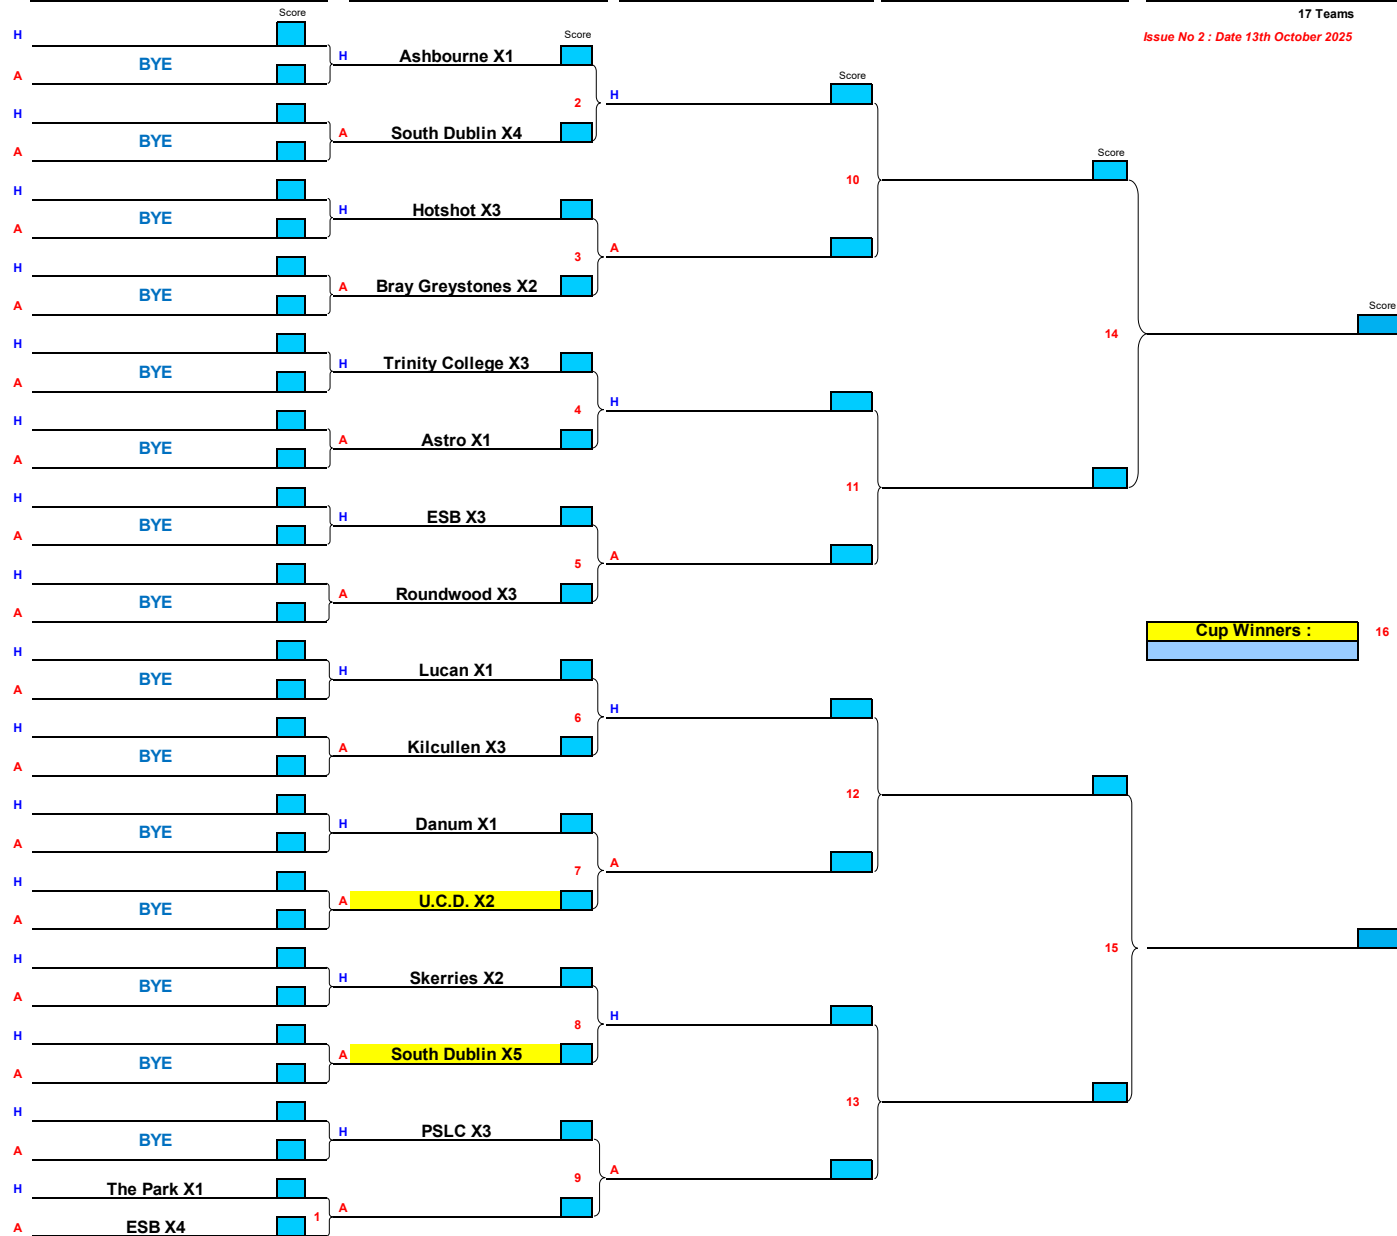 Score
17 Teams
H
Score
Issue No 2 : Date 13th October 2025
BYE
H Ashbourne X1
A
Score
2 H
H
BYE
A South Dublin X4
A
Score
10
H
BYE
H Hotshot X3
A
3 A
H
BYE
A Bray Greystones X2
A
Score
14
H
BYE
H Trinity College X3
A
4 H
H
BYE
A Astro X1
A
11
H
BYE
H ESB X3
A
5 A
H
BYE
A Roundwood X3
A
Cup Winners : 16
H
BYE
H Lucan X1
A
6 H
H
BYE
A Kilcullen X3
A
12
H
BYE
H Danum X1
A
7 A
H
BYE
A U.C.D. X2
A
15
H
BYE
H Skerries X2
A
8 H
H
BYE
A South Dublin X5
A
13
H
BYE
H PSLC X3
A
9 A
H The Park X1
1 A
A ESB X4